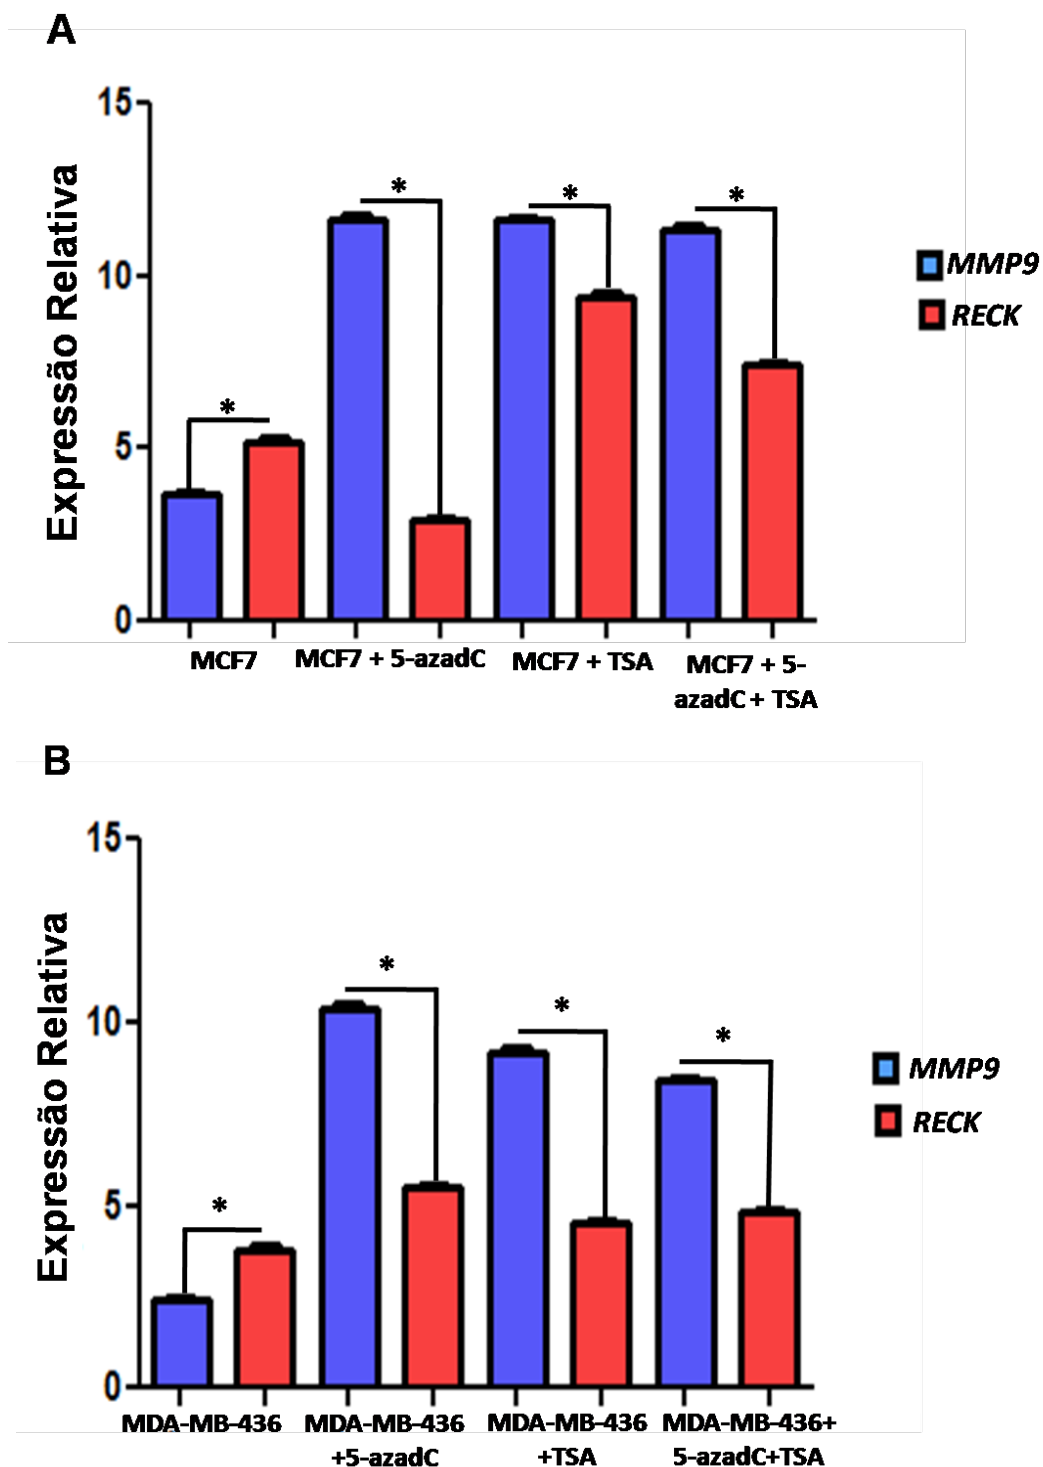 A
15
10
5
0
Expressão Relativa
*
*
*
*
MMP9
RECK
MCF7
MCF7 + 5-azadC
MCF7 + TSA
MCF7 + 5-
azadC + TSA
B
15
10
5
0
Expressão Relativa
*
*
*
*
MMP9
RECK
MDA-MB-436
MDA-MB-436
+5-azadC
MDA-MB-436
+TSA
MDA-MB-436+
5-azadC+TSA